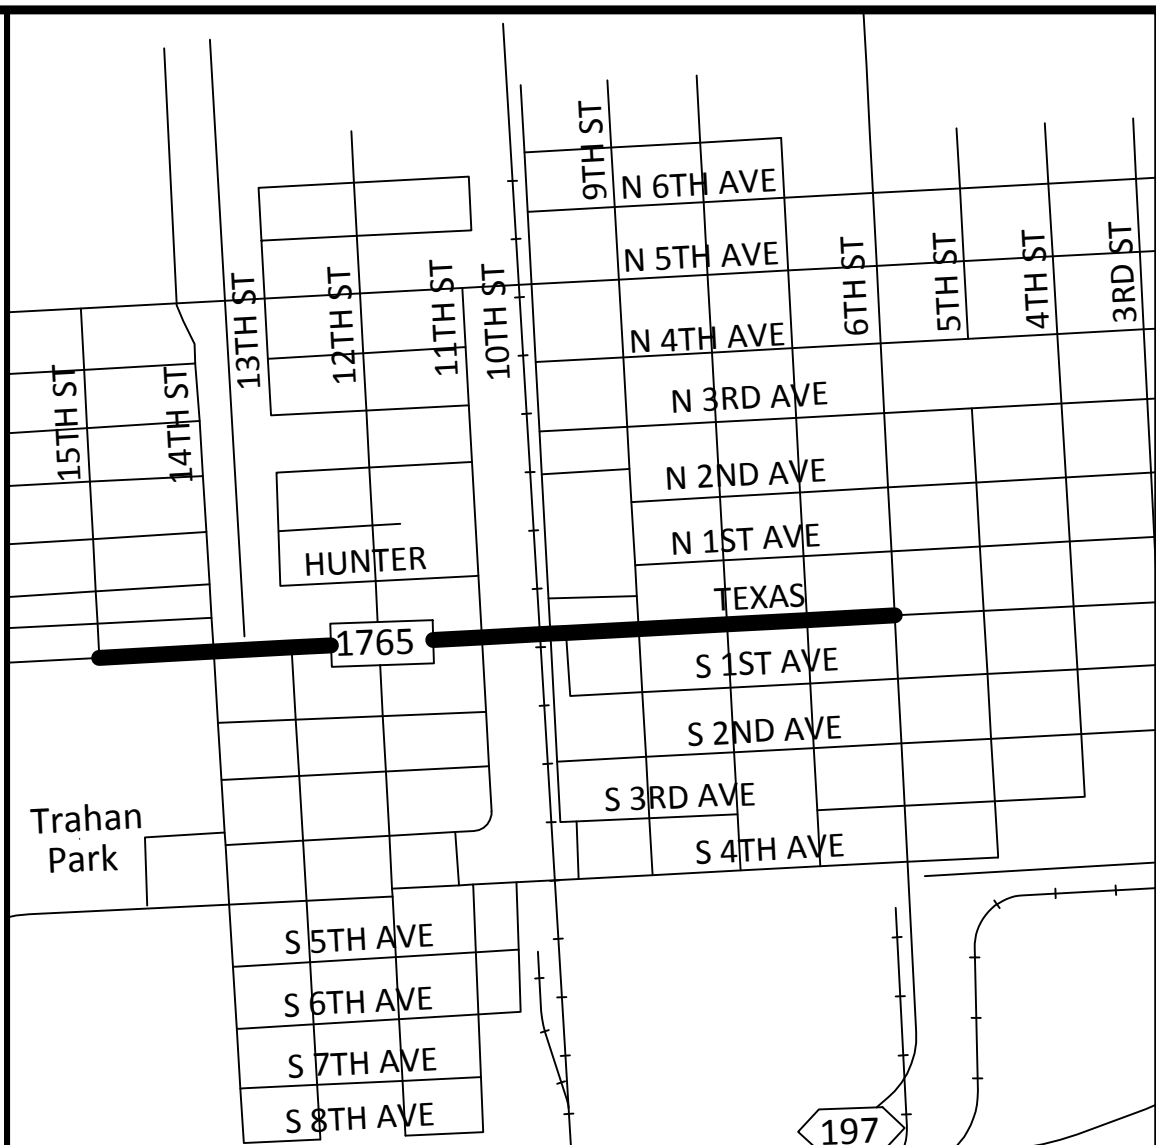 9TH ST
N 6TH AVE
N 5TH AVE
6TH ST
5TH ST
4TH ST
3RD ST
13TH ST
12TH ST
11TH ST
10TH ST
N 4TH AVE
15TH ST
14TH ST
N 3RD AVE
N 2ND AVE
N 1ST AVE
HUNTER
TEXAS
1765
S 1ST AVE
S 2ND AVE
S 3RD AVE
Trahan
Park
S 4TH AVE
S 5TH AVE
S 6TH AVE
S 7TH AVE
S 8TH AVE
197